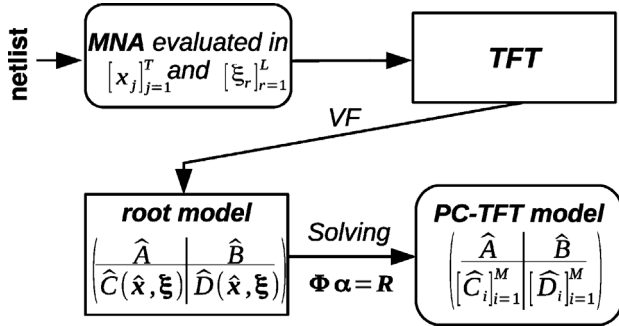 netlist
MNA evaluated in
[x_j]_{j=1}^T and [ξ_r]_{r=1}^L
TFT
VF
root model
( Â | B̂ )
( Ĉ(x̂, ξ) | D̂(x̂, ξ) )
Solving
Φ α = R
PC-TFT model
( Â | B̂ )
( [Ĉ_i]_{i=1}^M | [D̂_i]_{i=1}^M )